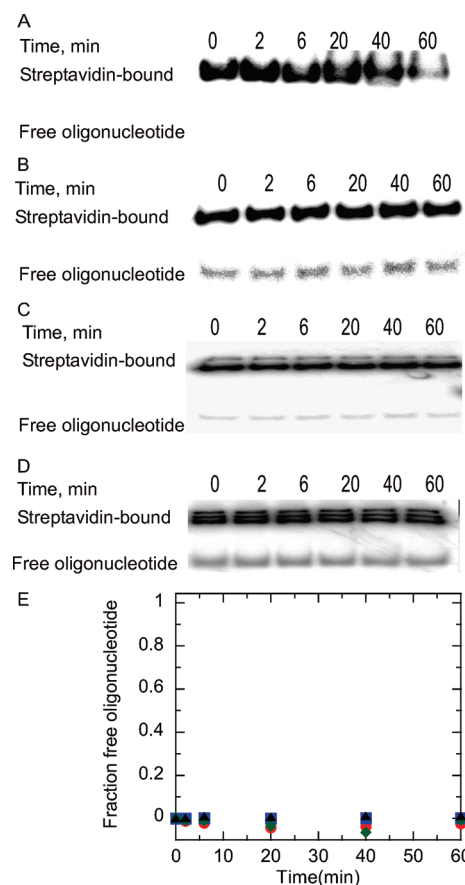 A
Time, min 0 2 6 20 40 60
Streptavidin-bound
Free oligonucleotide
B
Time, min 0 2 6 20 40 60
Streptavidin-bound
Free oligonucleotide
C
Time, min 0 2 6 20 40 60
Streptavidin-bound
Free oligonucleotide
D
Time, min 0 2 6 20 40 60
Streptavidin-bound
Free oligonucleotide
E
Fraction free oligonucleotide
1
0.8
0.6
0.4
0.2
0
0 10 20 30 40 50 60
Time(min)